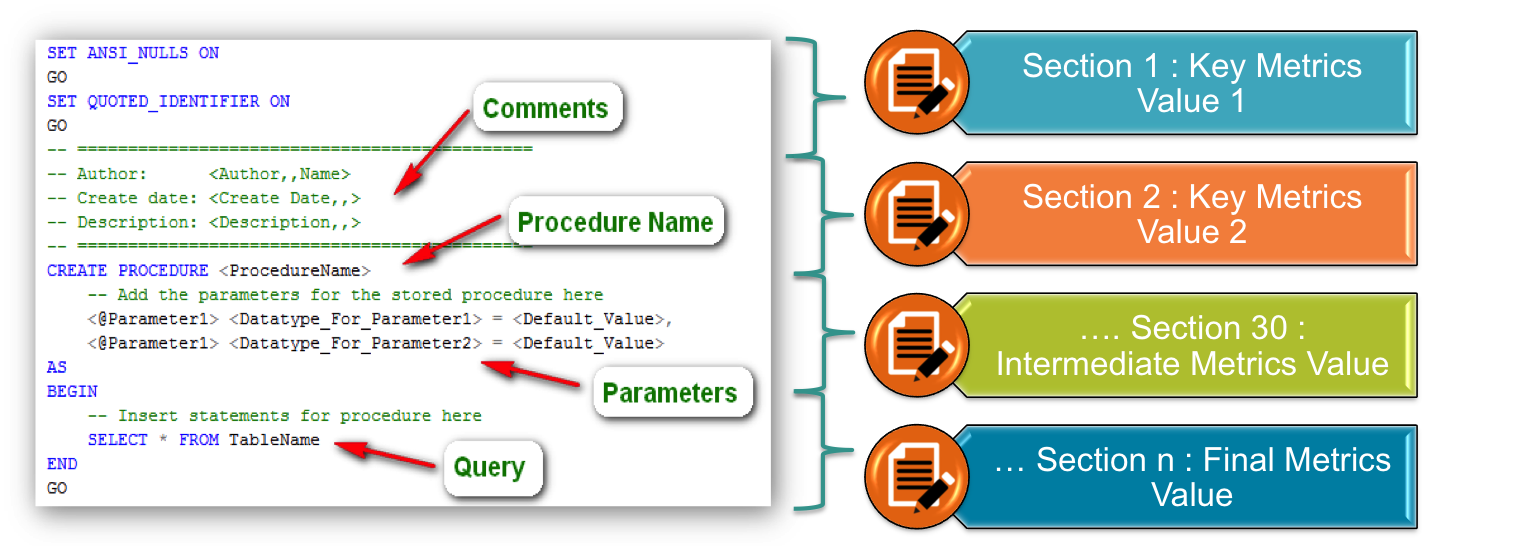 SET ANSI_NULLS ON
GO
SET QUOTED_IDENTIFIER ON
GO
-- =============================================
-- Author:      <Author,,Name>
-- Create date: <Create Date,,>
-- Description: <Description,,>
-- =============================================
CREATE PROCEDURE <ProcedureName>
    -- Add the parameters for the stored procedure here
    <@Parameter1> <Datatype_For_Parameter1> = <Default_Value>,
    <@Parameter1> <Datatype_For_Parameter2> = <Default_Value>
AS
BEGIN
    -- Insert statements for procedure here
    SELECT * FROM TableName
END
GO
Comments
Procedure Name
Parameters
Query
Section 1 : Key Metrics
Value 1
Section 2 : Key Metrics
Value 2
.... Section 30 :
Intermediate Metrics Value
... Section n : Final Metrics
Value